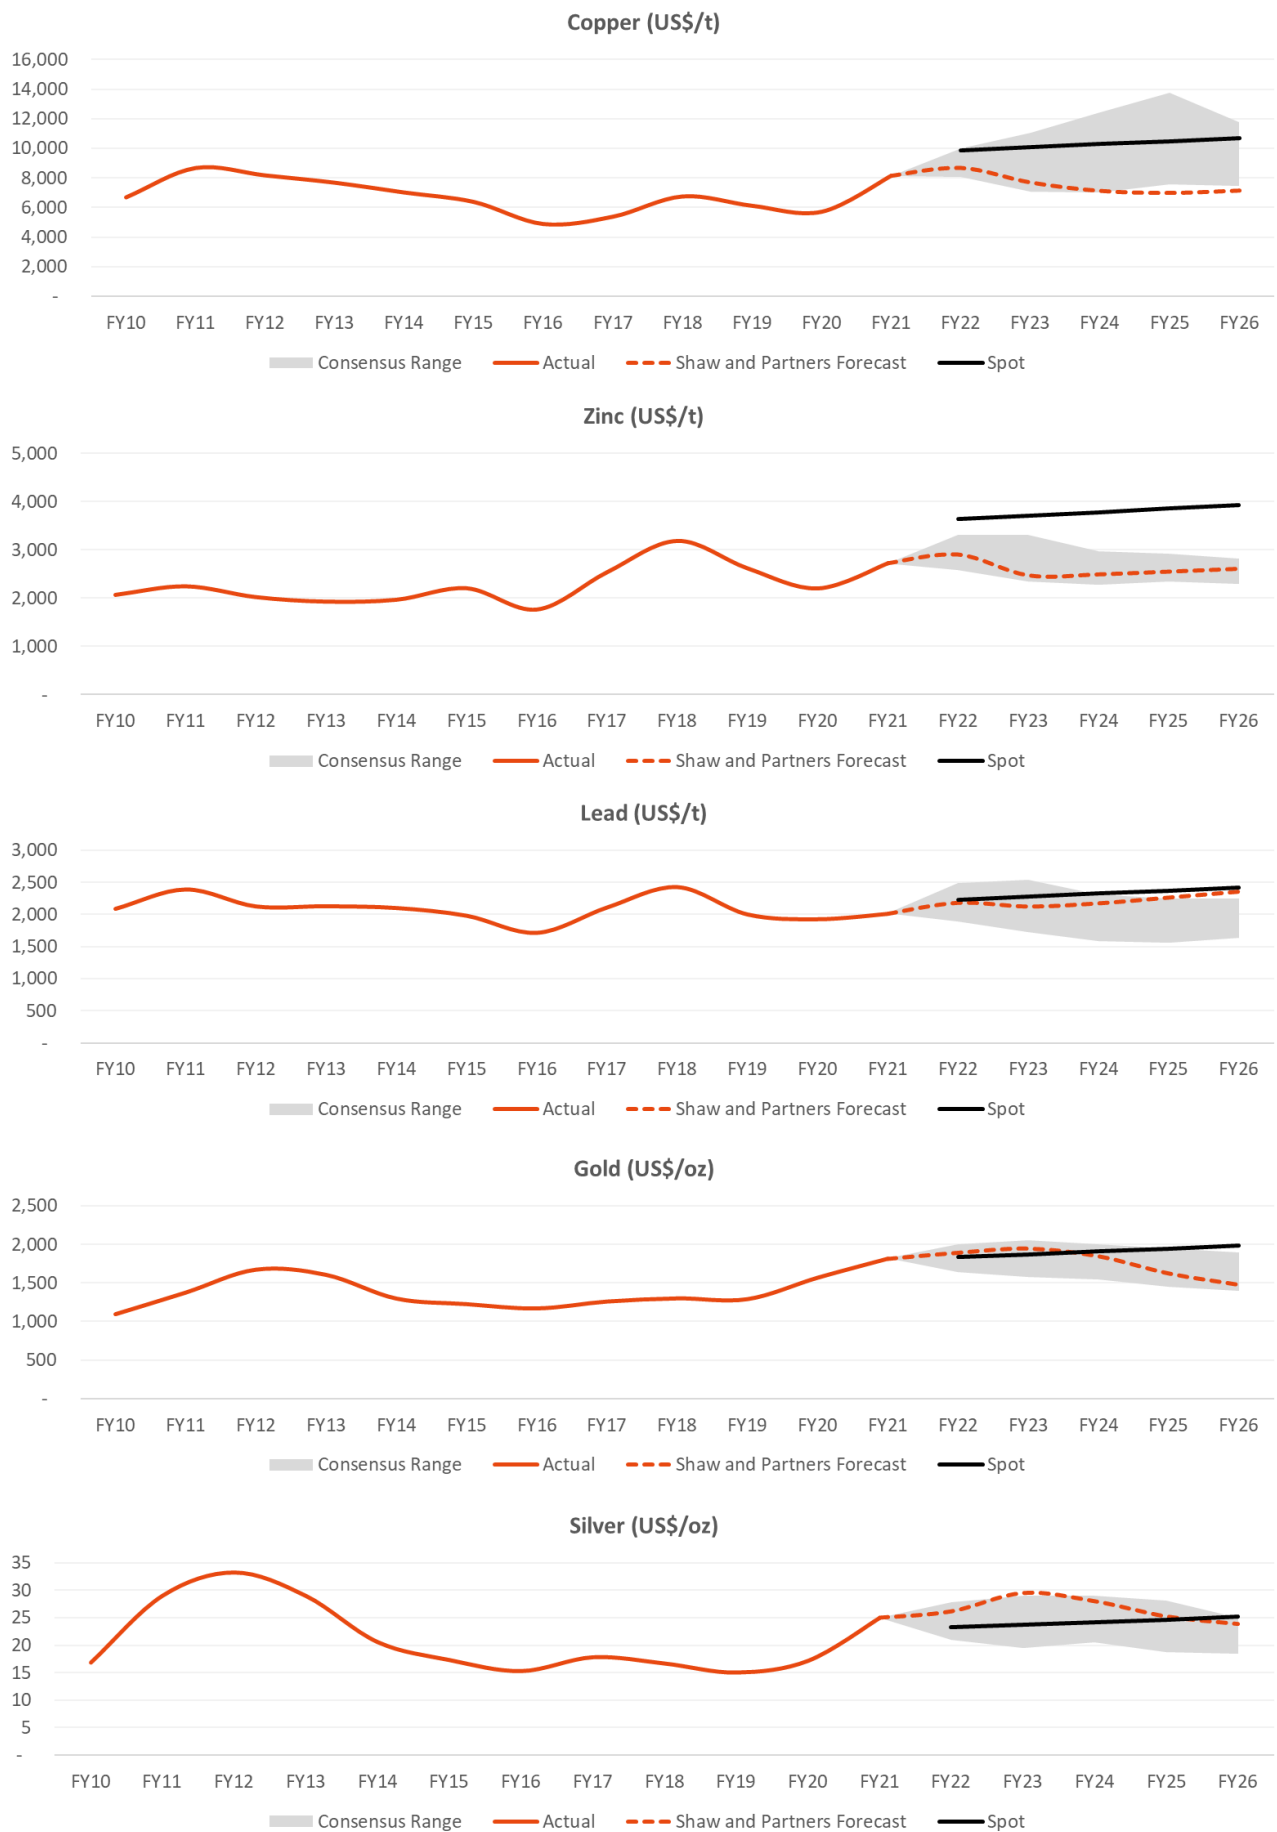 Copper (US$/t)
16,000
14,000
12,000
10,000
8,000
6,000
4,000
2,000
-
FY10 FY11 FY12 FY13 FY14 FY15 FY16 FY17 FY18 FY19 FY20 FY21 FY22 FY23 FY24 FY25 FY26
Consensus Range Actual Shaw and Partners Forecast Spot
Zinc (US$/t)
5,000
4,000
3,000
2,000
1,000
-
FY10 FY11 FY12 FY13 FY14 FY15 FY16 FY17 FY18 FY19 FY20 FY21 FY22 FY23 FY24 FY25 FY26
Consensus Range Actual Shaw and Partners Forecast Spot
Lead (US$/t)
3,000
2,500
2,000
1,500
1,000
500
-
FY10 FY11 FY12 FY13 FY14 FY15 FY16 FY17 FY18 FY19 FY20 FY21 FY22 FY23 FY24 FY25 FY26
Consensus Range Actual Shaw and Partners Forecast Spot
Gold (US$/oz)
2,500
2,000
1,500
1,000
500
-
FY10 FY11 FY12 FY13 FY14 FY15 FY16 FY17 FY18 FY19 FY20 FY21 FY22 FY23 FY24 FY25 FY26
Consensus Range Actual Shaw and Partners Forecast Spot
Silver (US$/oz)
35
30
25
20
15
10
5
-
FY10 FY11 FY12 FY13 FY14 FY15 FY16 FY17 FY18 FY19 FY20 FY21 FY22 FY23 FY24 FY25 FY26
Consensus Range Actual Shaw and Partners Forecast Spot